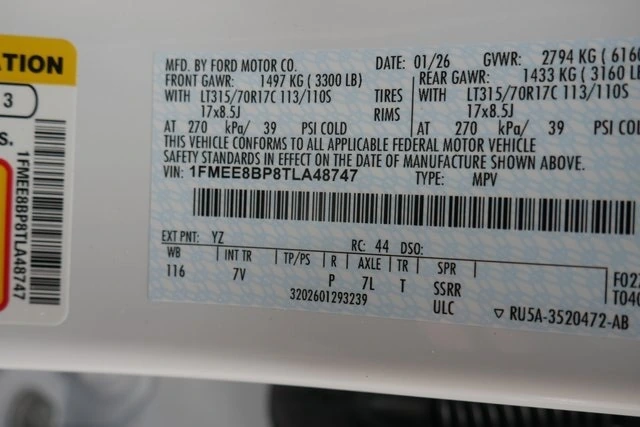 ATION
3
S.
1FMEE8BP8TLA48747
MFD. BY FORD MOTOR CO. DATE: 01/26 GVWR: 2794 KG ( 6160
FRONT GAWR: 1497 KG ( 3300 LB) REAR GAWR: 1433 KG ( 3160 LB
WITH LT315/70R17C 113/110S TIRES WITH LT315/70R17C 113/110S
17x8.5J RIMS 17x8.5J
AT 270 kPa/ 39 PSI COLD AT 270 kPa/ 39 PSI COL
THIS VEHICLE CONFORMS TO ALL APPLICABLE FEDERAL MOTOR VEHICLE
SAFETY STANDARDS IN EFFECT ON THE DATE OF MANUFACTURE SHOWN ABOVE.
VIN: 1FMEE8BP8TLA48747 TYPE: MPV
EXT PNT: YZ RC: 44 DSO:
WB INT TR TP/PS R AXLE TR SPR
116 7V P 7L T SSRR
ULC
3202601293239
F022
T040
▽ RU5A-3520472-AB